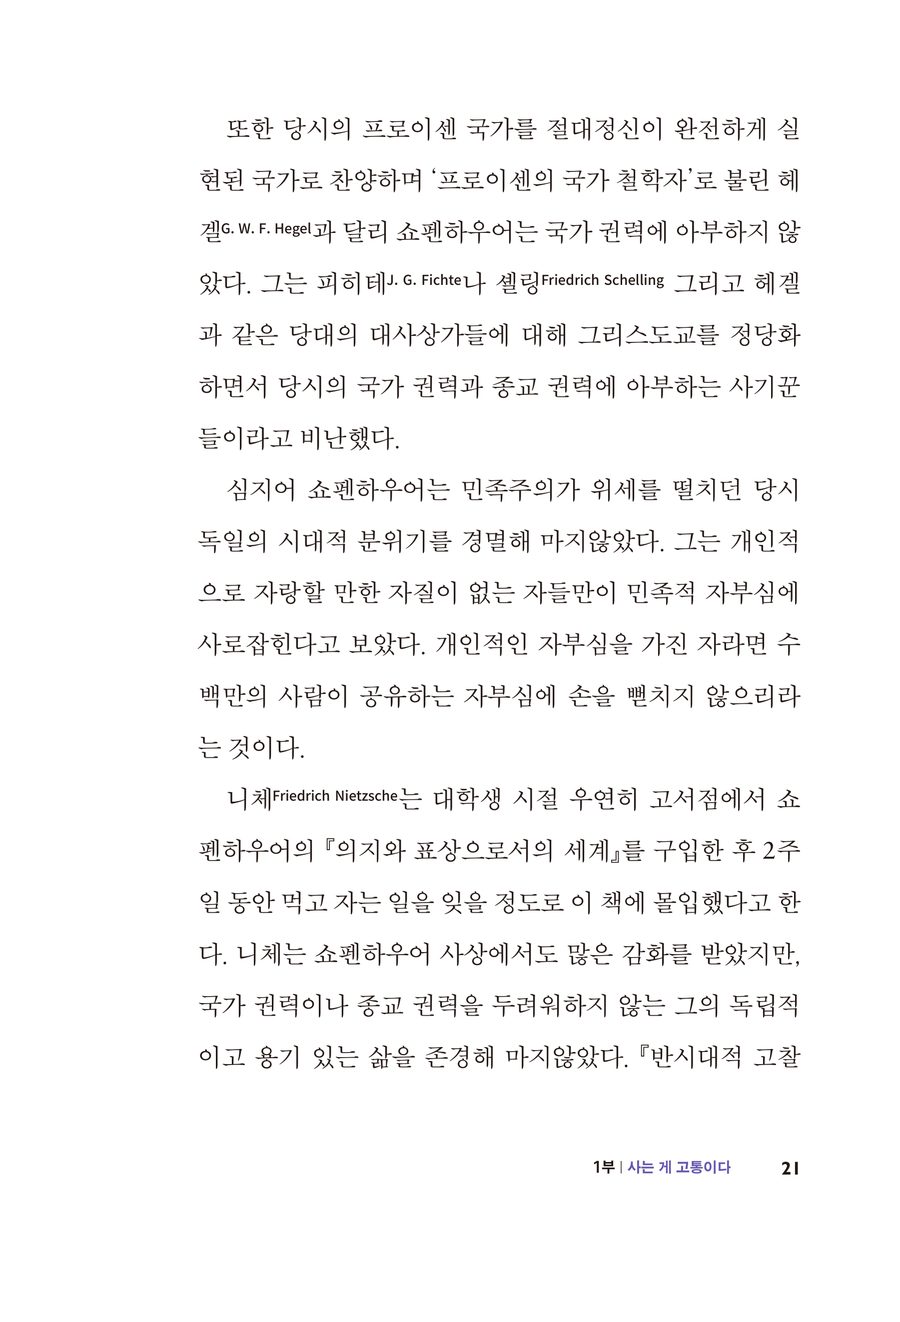 또한 당시의 프로이센 국가를 절대정신이 완전하게 실
현된 국가로 찬양하며 ‘프로이센의 국가 철학자’로 불린 헤
겔G. W. F. Hegel과 달리 쇼펜하우어는 국가 권력에 아부하지 않
았다. 그는 피히테J. G. Fichte나 셸링Friedrich Schelling 그리고 헤겔
과 같은 당대의 대사상가들에 대해 그리스도교를 정당화
하면서 당시의 국가 권력과 종교 권력에 아부하는 사기꾼
들이라고 비난했다.
심지어 쇼펜하우어는 민족주의가 위세를 떨치던 당시
독일의 시대적 분위기를 경멸해 마지않았다. 그는 개인적
으로 자랑할 만한 자질이 없는 자들만이 민족적 자부심에
사로잡힌다고 보았다. 개인적인 자부심을 가진 자라면 수
백만의 사람이 공유하는 자부심에 손을 뻗치지 않으리라
는 것이다.
니체Friedrich Nietzsche는 대학생 시절 우연히 고서점에서 쇼
펜하우어의 『의지와 표상으로서의 세계』를 구입한 후 2주
일 동안 먹고 자는 일을 잊을 정도로 이 책에 몰입했다고 한
다. 니체는 쇼펜하우어 사상에서도 많은 감화를 받았지만,
국가 권력이나 종교 권력을 두려워하지 않는 그의 독립적
이고 용기 있는 삶을 존경해 마지않았다. 『반시대적 고찰
1부 | 사는 게 고통이다 21